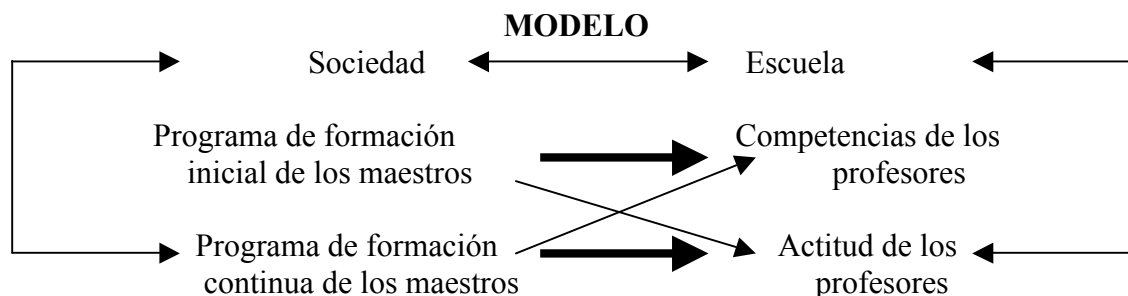 MODELO
Sociedad Escuela
Programa de formación Competencias de los
inicial de los maestros profesores
Programa de formación Actitud de los
continua de los maestros profesores